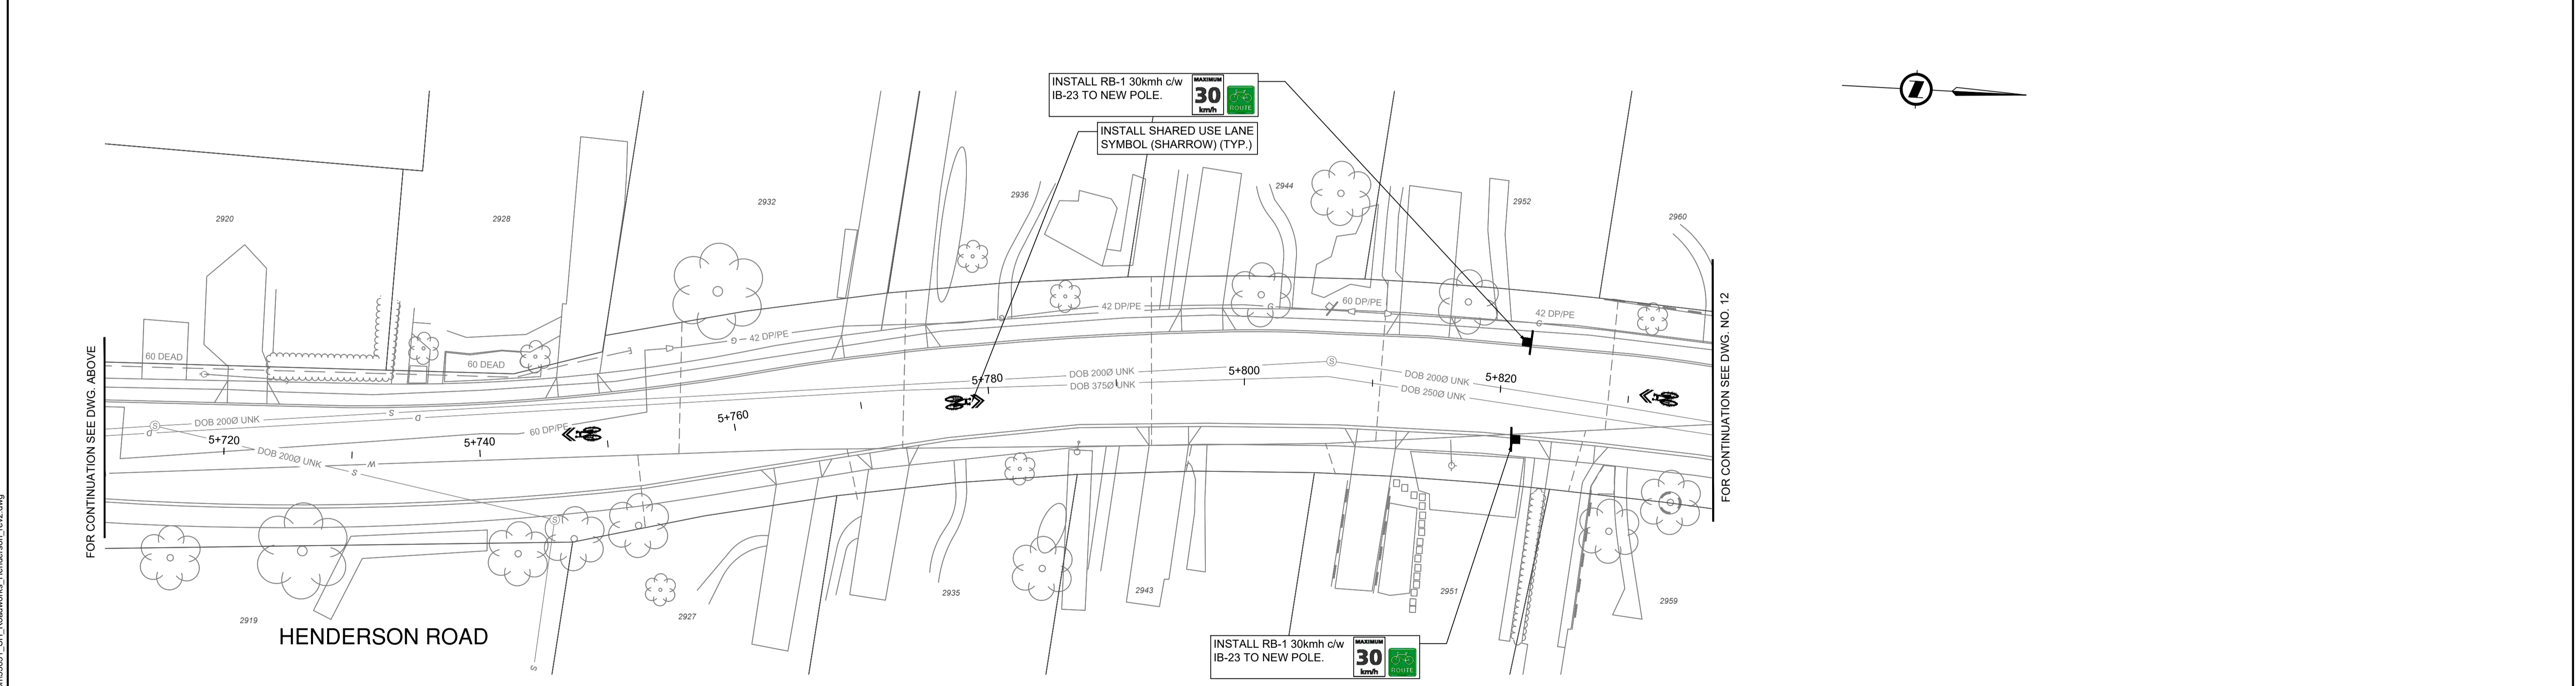 INSTALL RB-1 30kmh c/w
IB-23 TO NEW POLE.
MAXIMUM
30
km/h
ROUTE
INSTALL SHARED USE LANE
SYMBOL (SHARROW) (TYP.)
2920
2928
2932
2936
2944
2952
2960
60 DEAD
60 DEAD
G
42 DP/PE
G
42 DP/PE
G
60 DP/PE
42 DP/PE
G
FOR CONTINUATION SEE DWG. ABOVE
FOR CONTINUATION SEE DWG. NO. 12
S
D
DOB 200Ø UNK
S
D
DOB 200Ø UNK
DOB 375Ø UNK
S
DOB 200Ø UNK
DOB 250Ø UNK
5+720
5+740
5+760
5+780
5+800
5+820
60 DP/PE
DOB 200Ø UNK
S
W
S
S
2919
2927
2935
2943
2951
2959
HENDERSON ROAD
INSTALL RB-1 30kmh c/w
IB-23 TO NEW POLE.
MAXIMUM
30
km/h
ROUTE